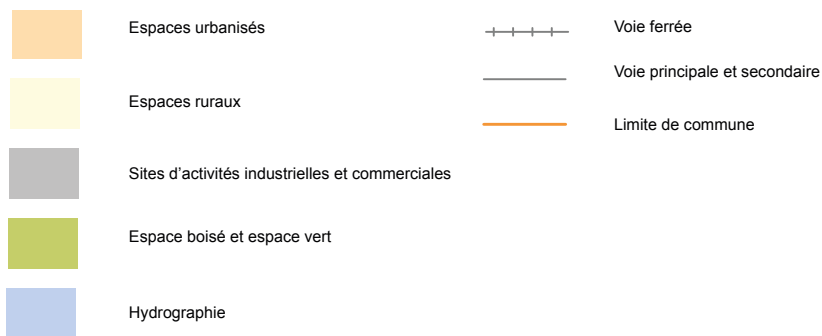 Espaces urbanisés
Espaces ruraux
Sites d’activités industrielles et commerciales
Espace boisé et espace vert
Hydrographie
Voie ferrée
Voie principale et secondaire
Limite de commune